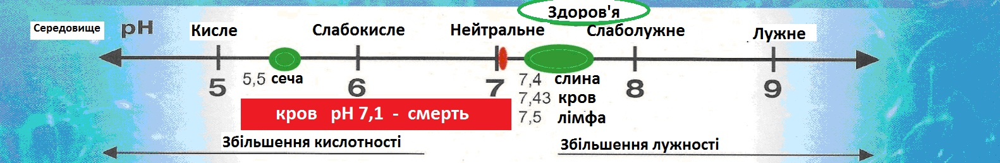 Здоров'я
Середовище pH Кисле Слабокисле Нейтральне Слаболужне Лужне
5 6 7 8 9
5,5 сеча
7,4 слина
7,43 кров
7,5 лімфа
кров pH 7,1 - смерть
Збільшення кислотності
Збільшення лужності